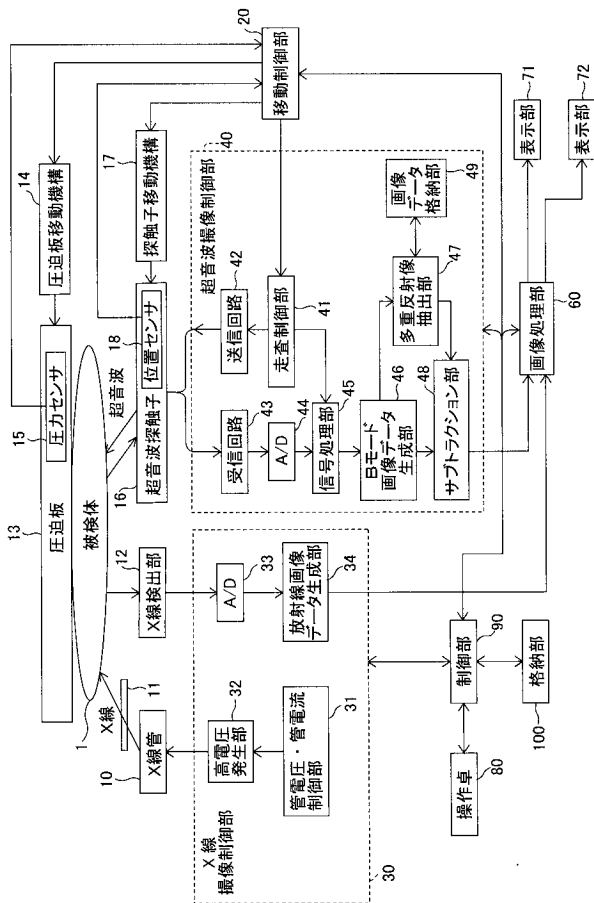 13
圧迫板
15
圧力センサ
14
圧迫板移動機構
被検体
1
X線
11
10
X線管
12
X線検出部
超音波
16
超音波探触子
18
位置センサ
17
探触子移動機構
20
移動制御部
X線
撮像制御部
30
32
高電圧
発生部
31
管電圧・管電流
制御部
33
A/D
34
放射線画像
データ生成部
超音波撮像制御部
40
42
送信回路
41
走査制御部
43
受信回路
44
A/D
45
信号処理部
46
Bモード
画像データ
生成部
47
多重反射像
抽出部
49
画像
データ
格納部
48
サブトラクション部
60
画像処理部
71
表示部
72
表示部
90
制御部
80
操作卓
100
格納部